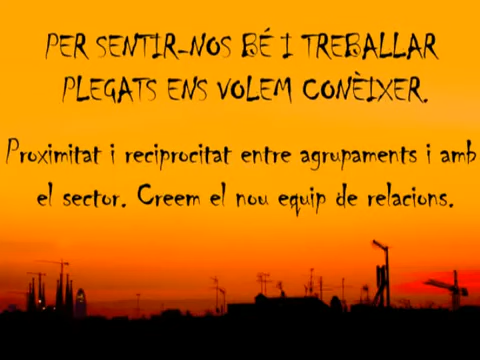 PER SENTIR-NOS BÉ I TREBALLAR
PLEGATS ENS VOLEM CONÈIXER.
Proximitat i reciprocitat entre agrupaments i amb
el sector. Creem el nou equip de relacions.